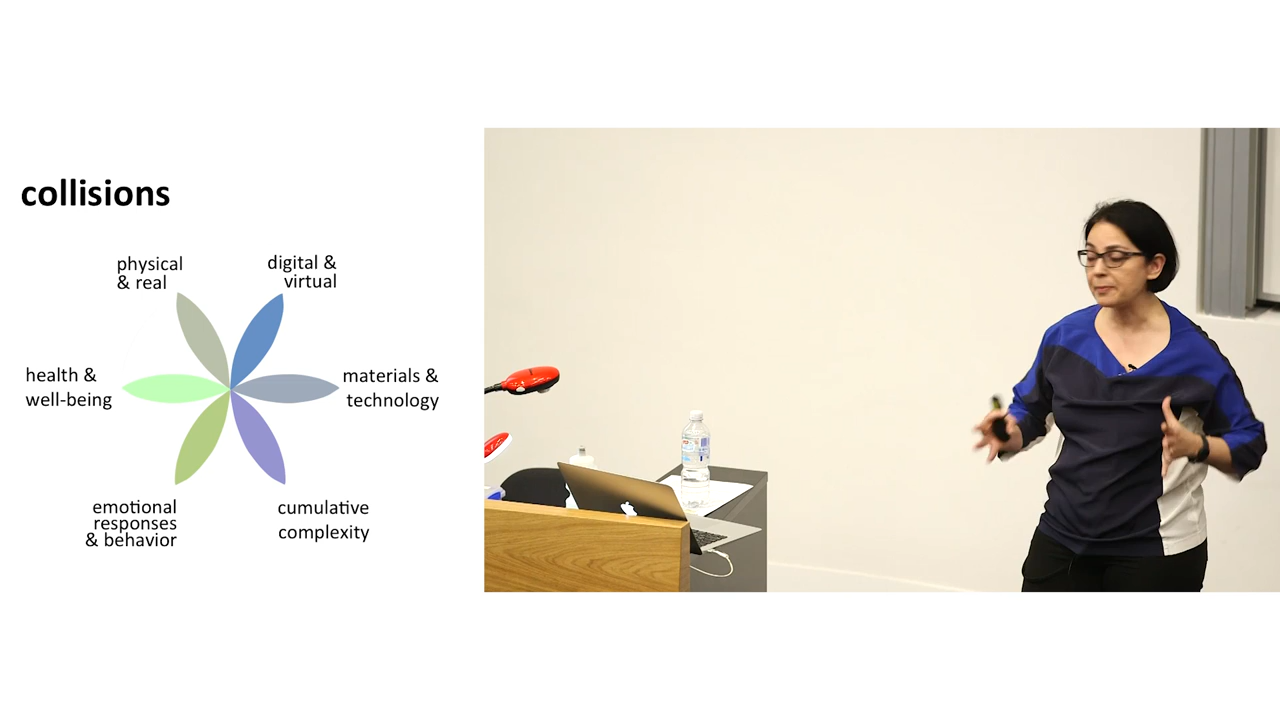 collisions
physical
& real
digital &
virtual
health &
well-being
materials &
technology
emotional
responses
& behavior
cumulative
complexity